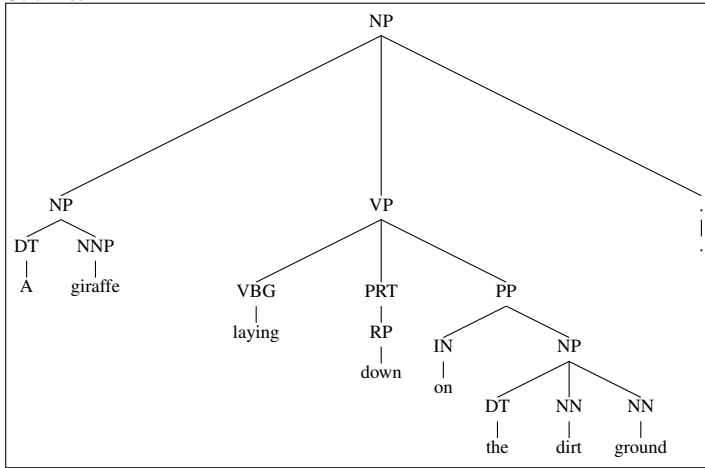 NP
NP VP .
DT NNP .
A giraffe VBG PRT PP
laying RP IN NP
down on
DT NN NN
the dirt ground